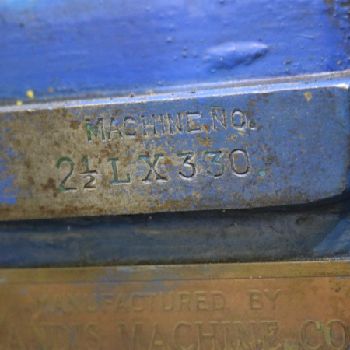 MACHINE NO.
2½ L X 330
MANUFACTURED BY
MACHINE CO